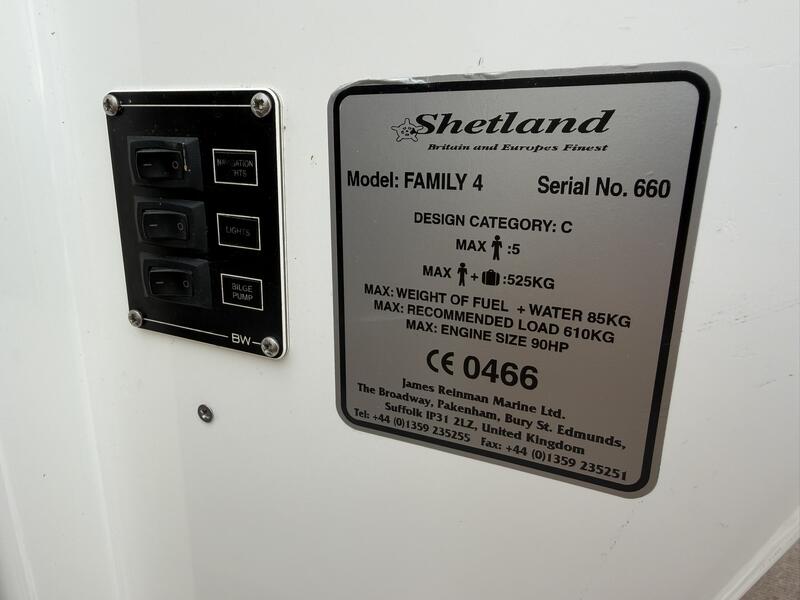 NAVIGATION
LIGHTS
LIGHTS
BILGE
PUMP
BW
Shetland
Britain and Europes Finest
Model: FAMILY 4 Serial No. 660
DESIGN CATEGORY: C
MAX :5
MAX + :525KG
MAX: WEIGHT OF FUEL + WATER 85KG
MAX: RECOMMENDED LOAD 610KG
MAX: ENGINE SIZE 90HP
CE 0466
James Reinman Marine Ltd.
The Broadway, Pakenham, Bury St. Edmunds,
Suffolk IP31 2LZ, United Kingdom
Tel: +44 (0)1359 235255 Fax: +44 (0)1359 235251